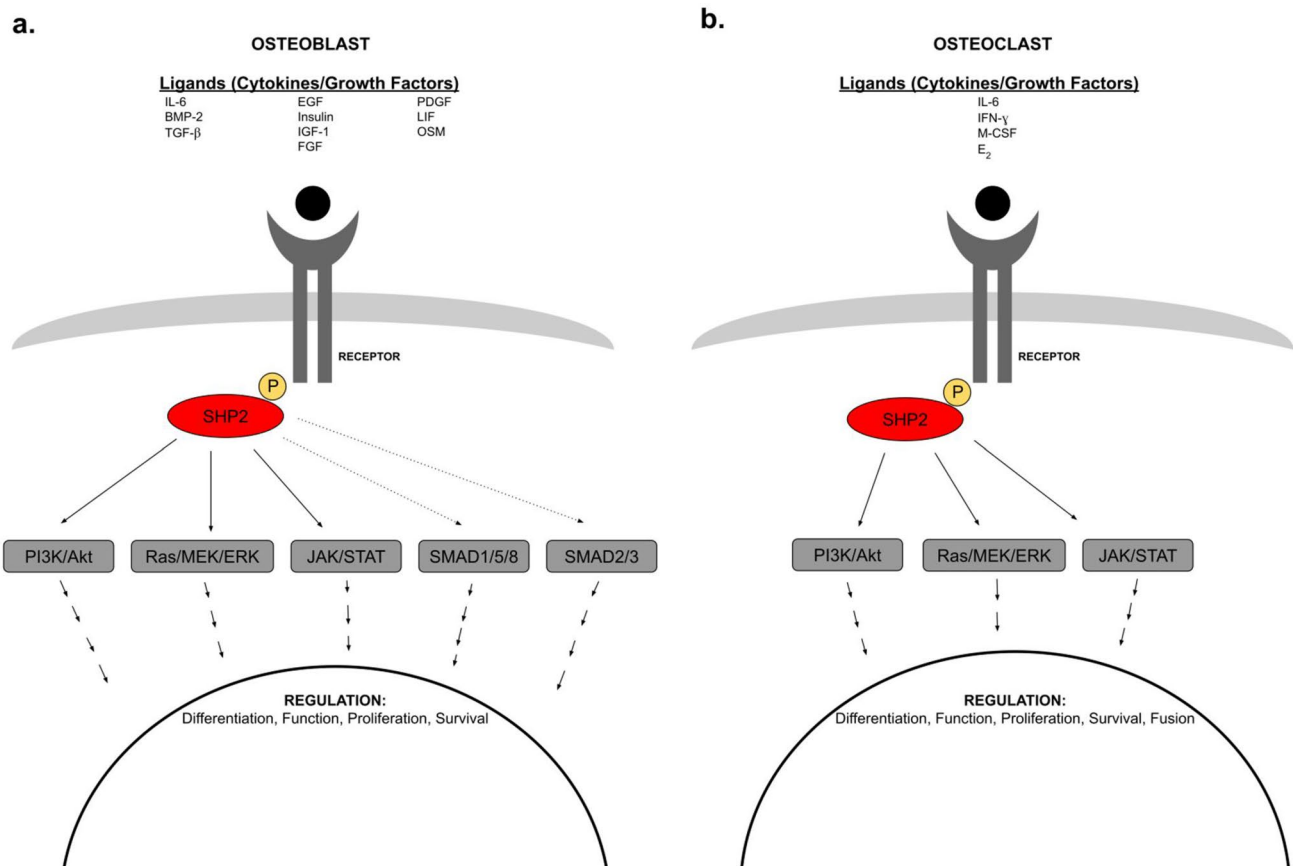 a.
OSTEOBLAST
Ligands (Cytokines/Growth Factors)
IL-6 EGF PDGF
BMP-2 Insulin LIF
TGF-β IGF-1 OSM
FGF
RECEPTOR
P
SHP2
PI3K/Akt Ras/MEK/ERK JAK/STAT SMAD1/5/8 SMAD2/3
REGULATION:
Differentiation, Function, Proliferation, Survival
b.
OSTEOCLAST
Ligands (Cytokines/Growth Factors)
IL-6
IFN-γ
M-CSF
E₂
RECEPTOR
P
SHP2
PI3K/Akt Ras/MEK/ERK JAK/STAT
REGULATION:
Differentiation, Function, Proliferation, Survival, Fusion